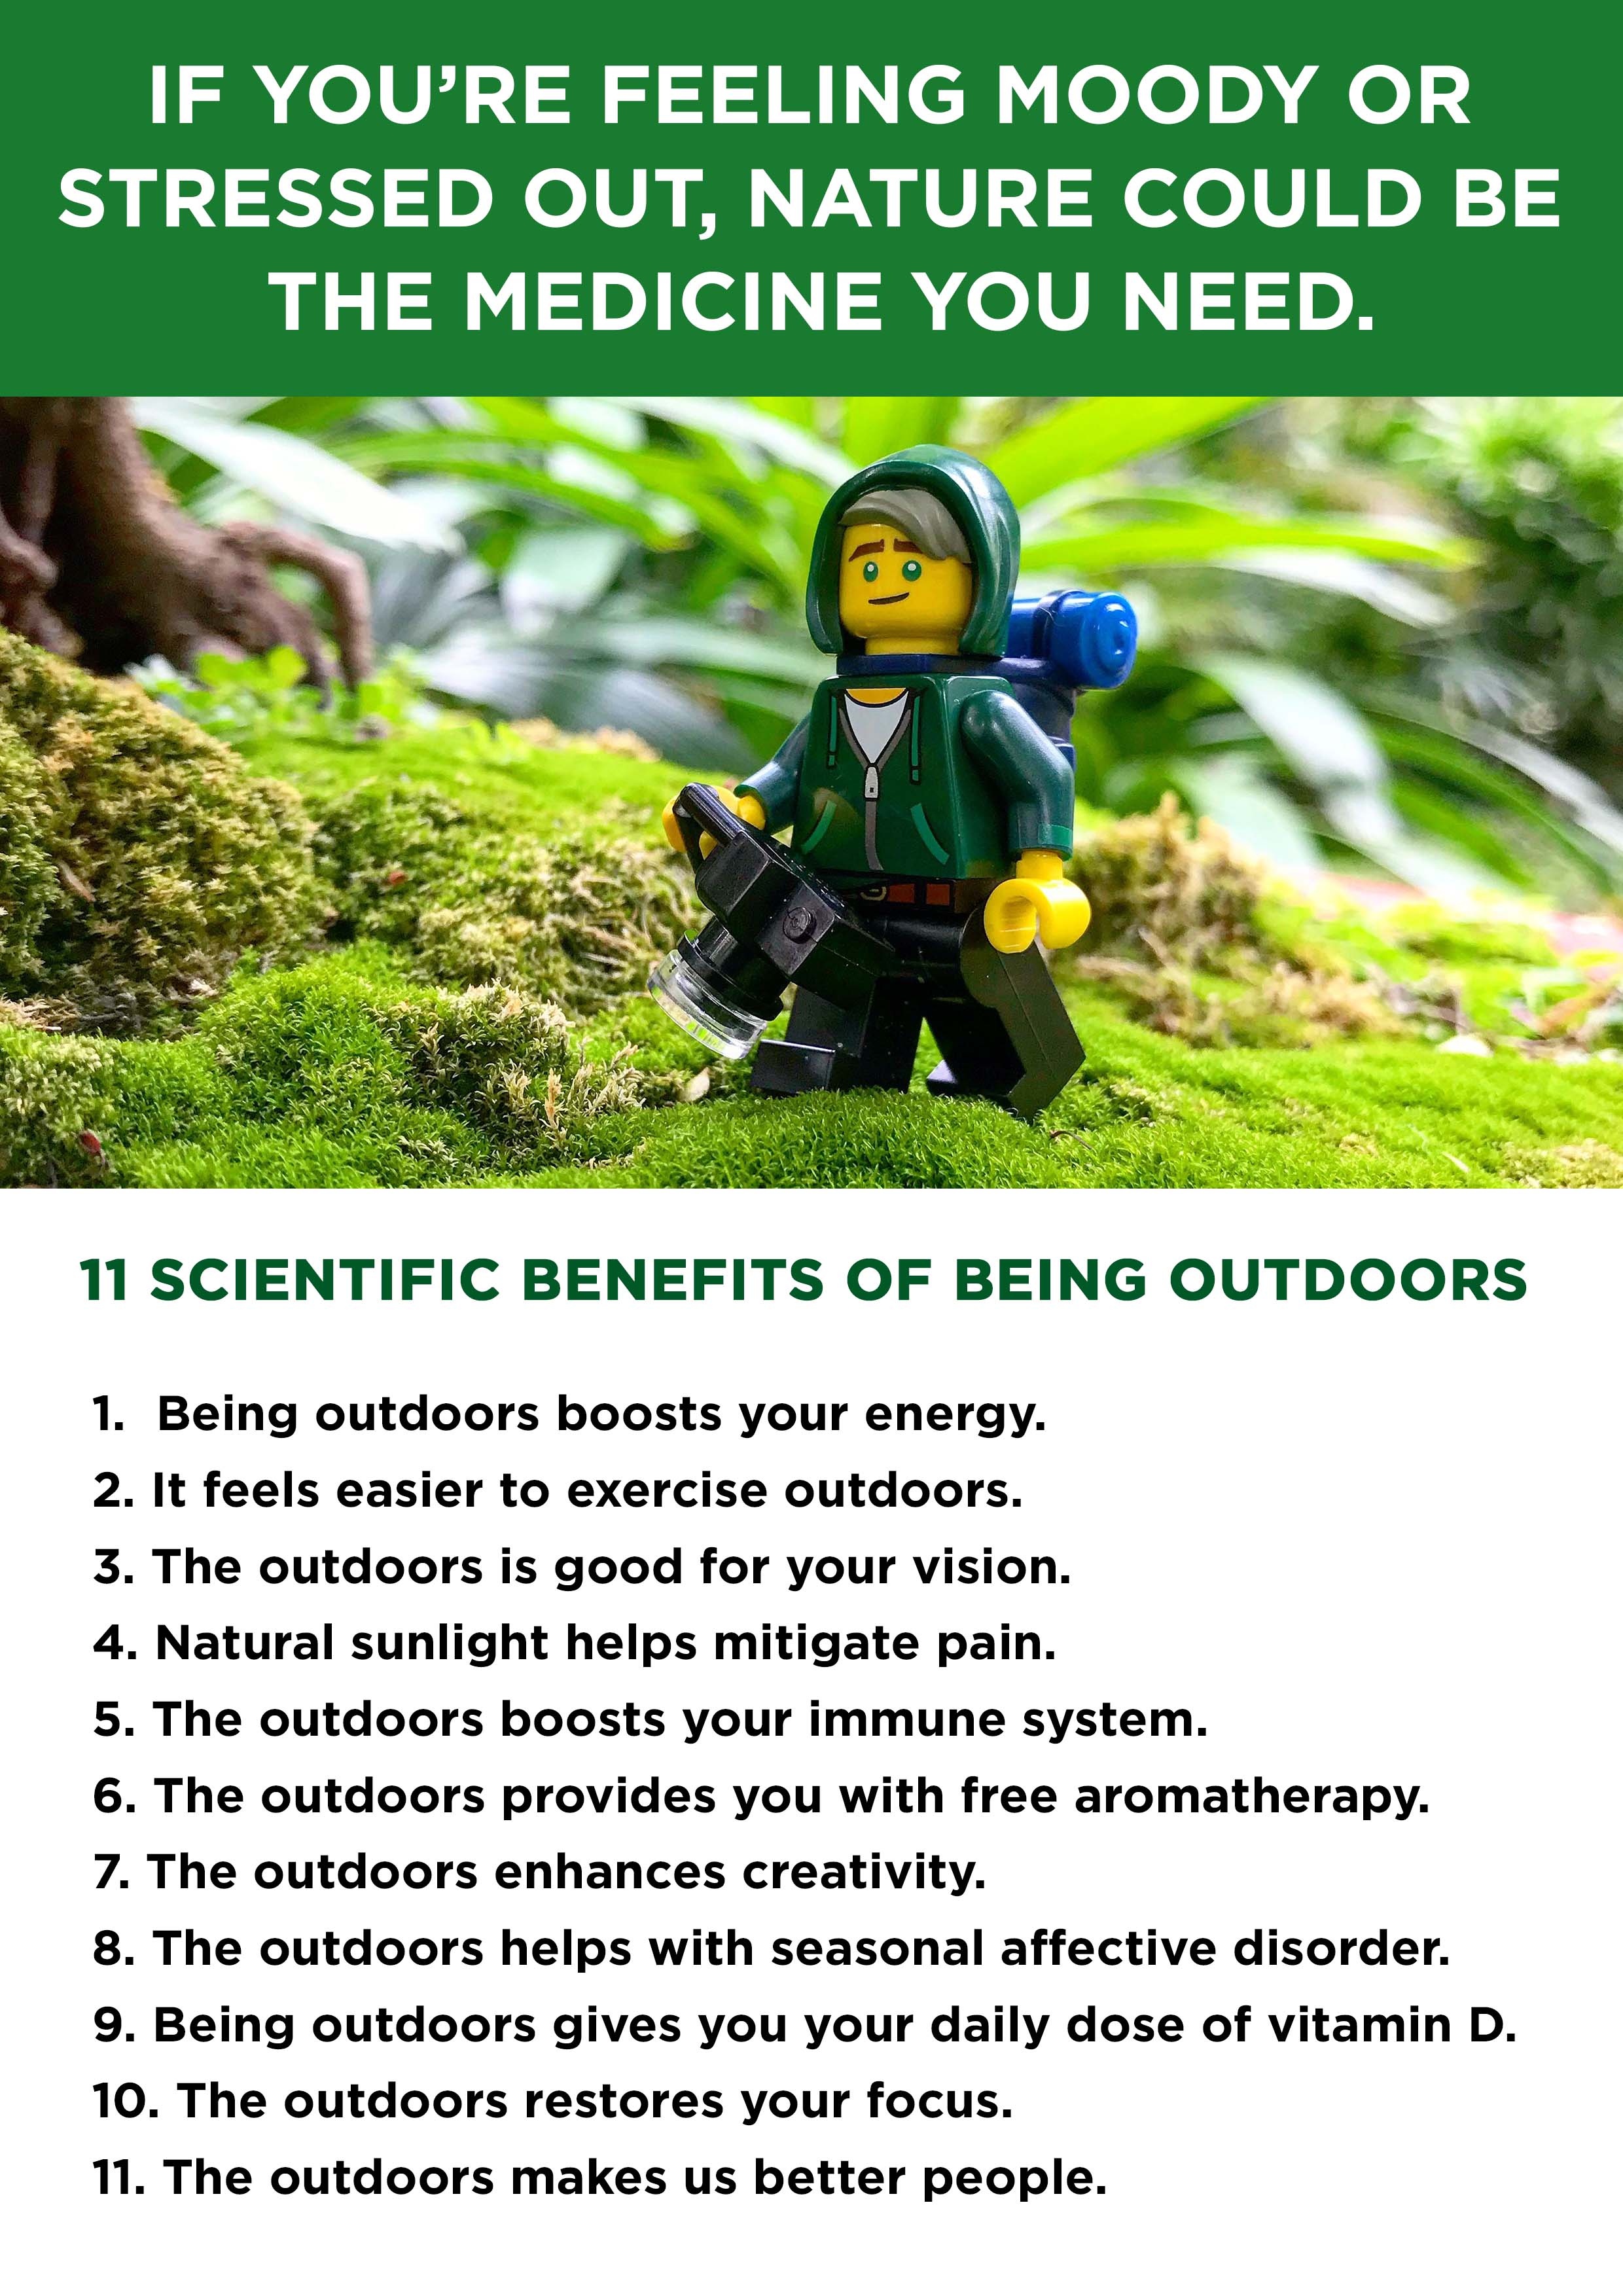 IF YOU’RE FEELING MOODY OR
STRESSED OUT, NATURE COULD BE
THE MEDICINE YOU NEED.
11 SCIENTIFIC BENEFITS OF BEING OUTDOORS
1. Being outdoors boosts your energy.
2. It feels easier to exercise outdoors.
3. The outdoors is good for your vision.
4. Natural sunlight helps mitigate pain.
5. The outdoors boosts your immune system.
6. The outdoors provides you with free aromatherapy.
7. The outdoors enhances creativity.
8. The outdoors helps with seasonal affective disorder.
9. Being outdoors gives you your daily dose of vitamin D.
10. The outdoors restores your focus.
11. The outdoors makes us better people.